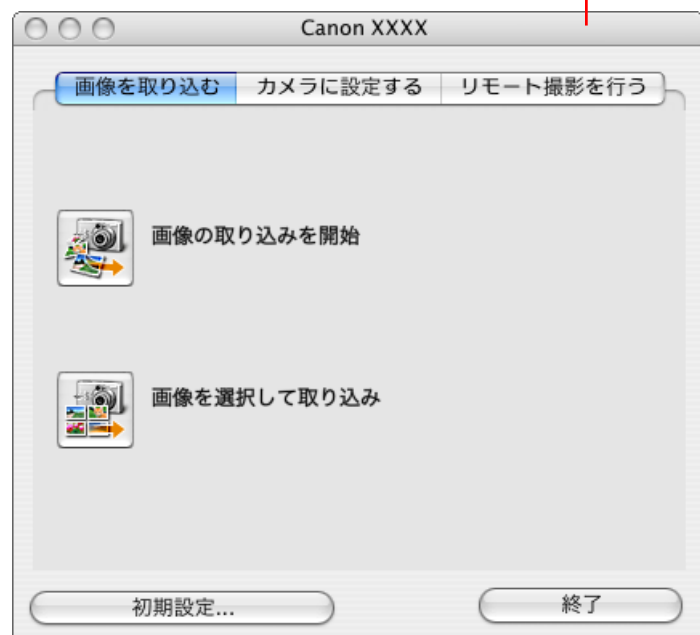 Canon XXXX
画像を取り込む カメラに設定する リモート撮影を行う
画像の取り込みを開始
画像を選択して取り込み
初期設定... 終了